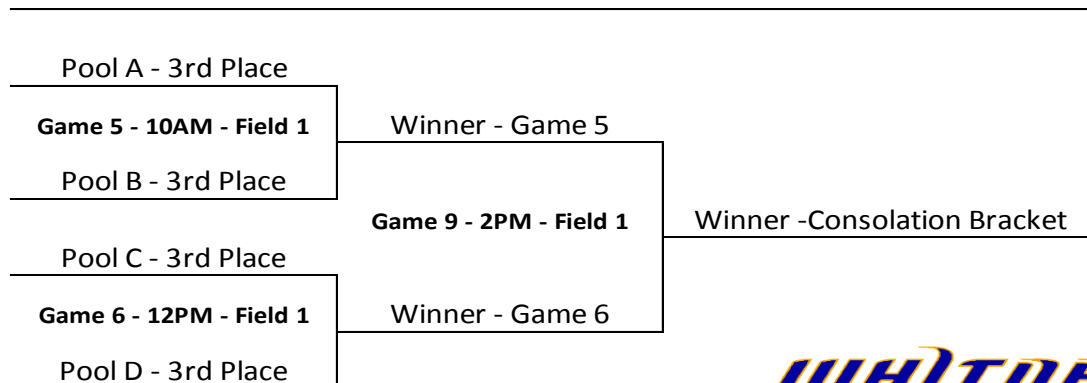 Pool A - 3rd Place
Game 5 - 10AM - Field 1
Winner - Game 5
Pool B - 3rd Place
Game 9 - 2PM - Field 1
Winner -Consolation Bracket
Pool C - 3rd Place
Game 6 - 12PM - Field 1
Winner - Game 6
Pool D - 3rd Place